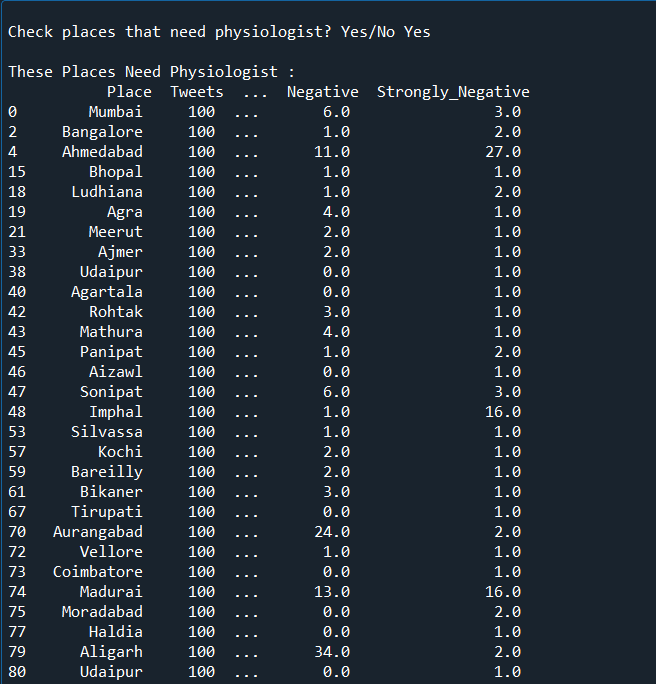 Check places that need physiologist? Yes/No Yes
These Places Need Physiologist :
Place Tweets ... Negative Strongly_Negative
0 Mumbai 100 ... 6.0 3.0
2 Bangalore 100 ... 1.0 2.0
4 Ahmedabad 100 ... 11.0 27.0
15 Bhopal 100 ... 1.0 1.0
18 Ludhiana 100 ... 1.0 2.0
19 Agra 100 ... 4.0 1.0
21 Meerut 100 ... 2.0 1.0
33 Ajmer 100 ... 2.0 1.0
38 Udaipur 100 ... 0.0 1.0
40 Agartala 100 ... 0.0 1.0
42 Rohtak 100 ... 3.0 1.0
43 Mathura 100 ... 4.0 1.0
45 Panipat 100 ... 1.0 2.0
46 Aizawl 100 ... 0.0 1.0
47 Sonipat 100 ... 6.0 3.0
48 Imphal 100 ... 1.0 16.0
53 Silvassa 100 ... 1.0 1.0
57 Kochi 100 ... 2.0 1.0
59 Bareilly 100 ... 2.0 1.0
61 Bikaner 100 ... 3.0 1.0
67 Tirupati 100 ... 0.0 1.0
70 Aurangabad 100 ... 24.0 2.0
72 Vellore 100 ... 1.0 1.0
73 Coimbatore 100 ... 0.0 1.0
74 Madurai 100 ... 13.0 16.0
75 Moradabad 100 ... 0.0 2.0
77 Haldia 100 ... 0.0 1.0
79 Aligarh 100 ... 34.0 2.0
80 Udaipur 100 ... 0.0 1.0